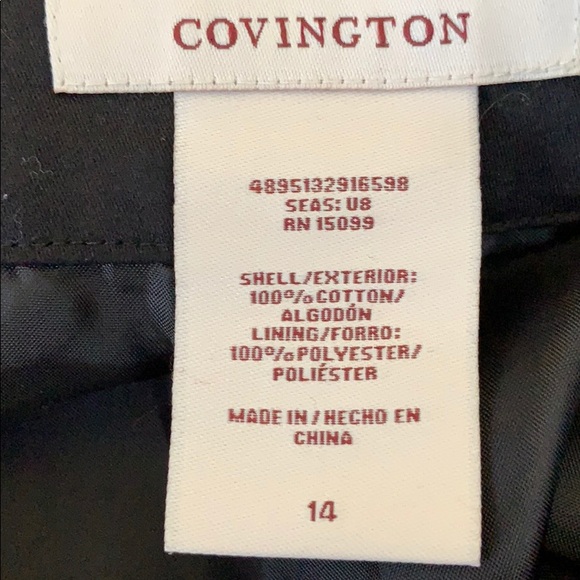 COVINGTON
4895132916598
SEAS: U8
RN 15099
SHELL/EXTERIOR:
100% COTTON/
ALGODÓN
LINING/FORRO:
100% POLYESTER/
POLIÉSTER
MADE IN / HECHO EN
CHINA
14